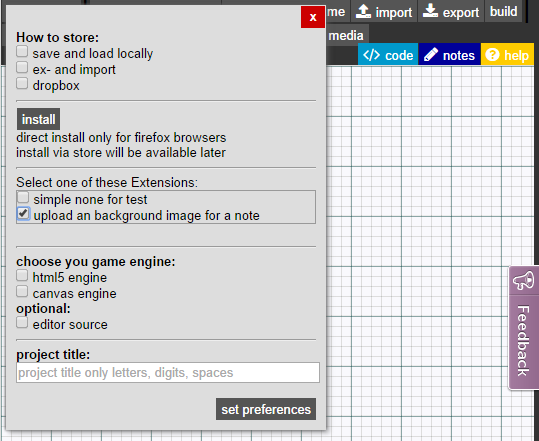 x
me import export build
media
</> code notes ? help
How to store:
save and load locally
ex- and import
dropbox
install
direct install only for firefox browsers
install via store will be available later
Select one of these Extensions:
simple none for test
upload an background image for a note
choose you game engine:
html5 engine
canvas engine
optional:
editor source
project title:
project title only letters, digits, spaces
set preferences
Feedback